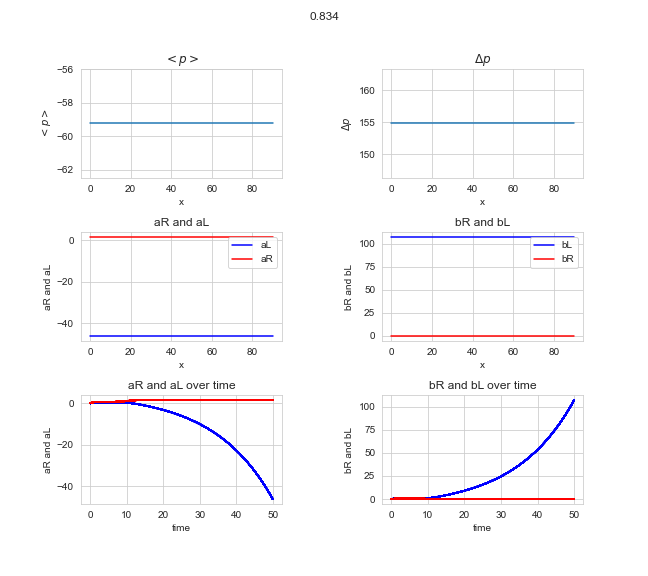 0.834
< p >
Δp
−56
−58
−60
−62
< p >
0 20 40 60 80
x
160
155
150
Δp
0 20 40 60 80
x
aR and aL
0
−20
−40
aR and aL
aL
aR
0 20 40 60 80
x
bR and bL
100
75
50
25
0
bR and bL
bL
bR
0 20 40 60 80
x
aR and aL over time
0
−20
−40
aR and aL
0 10 20 30 40 50
time
bR and bL over time
100
75
50
25
0
bR and bL
0 10 20 30 40 50
time